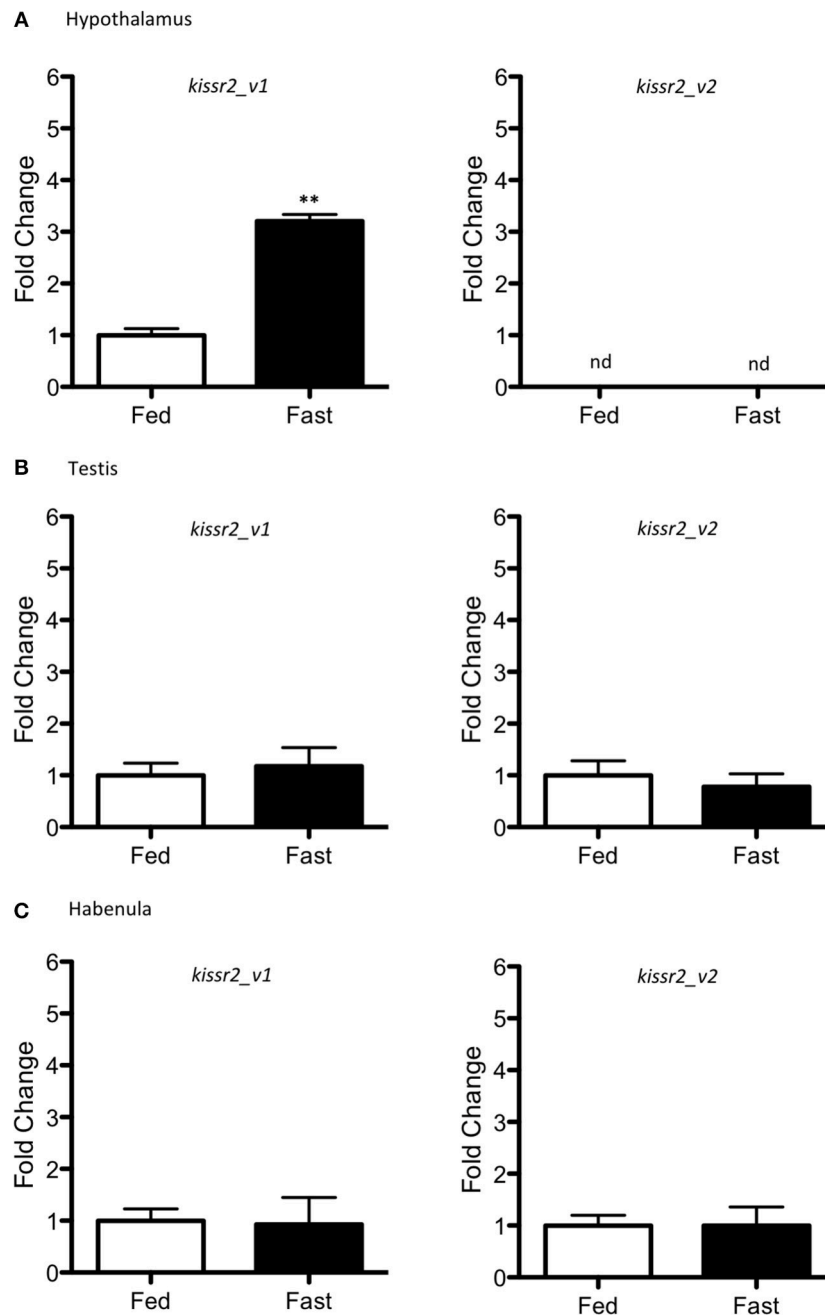 A Hypothalamus
kissr2_v1
kissr2_v2
6
5
4
3
2
1
0
Fold Change
**
Fed Fast
6
5
4
3
2
1
0
Fold Change
nd nd
Fed Fast
B Testis
kissr2_v1
kissr2_v2
6
5
4
3
2
1
0
Fold Change
Fed Fast
6
5
4
3
2
1
0
Fold Change
Fed Fast
C Habenula
kissr2_v1
kissr2_v2
6
5
4
3
2
1
0
Fold Change
Fed Fast
6
5
4
3
2
1
0
Fold Change
Fed Fast